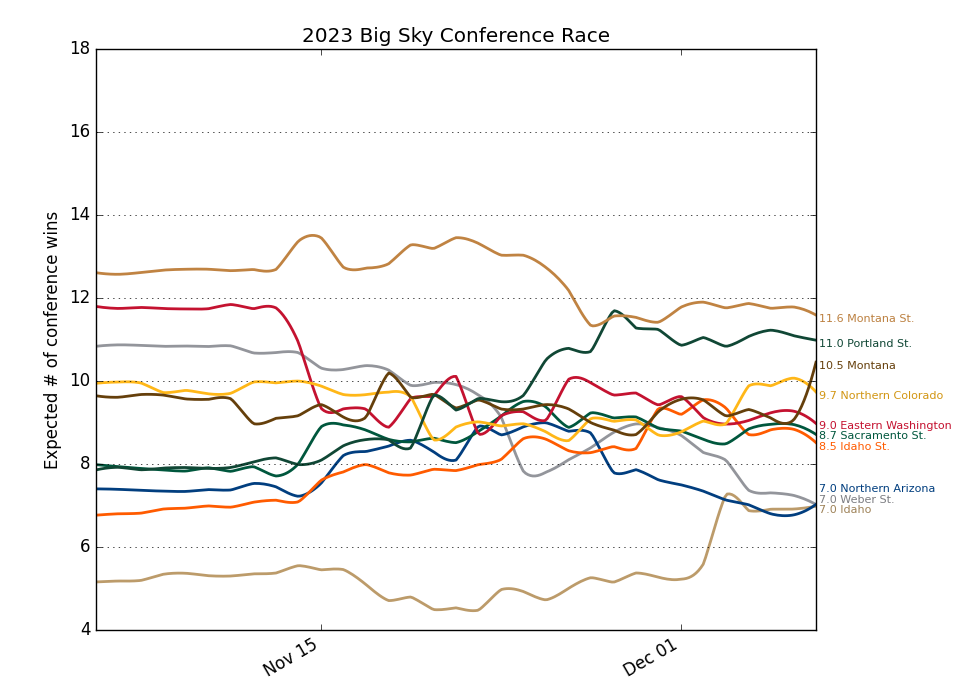 2023 Big Sky Conference Race
Expected # of conference wins
18
16
14
12
10
8
6
4
Nov 15
Dec 01
11.6 Montana St.
11.0 Portland St.
10.5 Montana
9.7 Northern Colorado
9.0 Eastern Washington
8.7 Sacramento St.
8.5 Idaho St.
7.0 Northern Arizona
7.0 Weber St.
7.0 Idaho